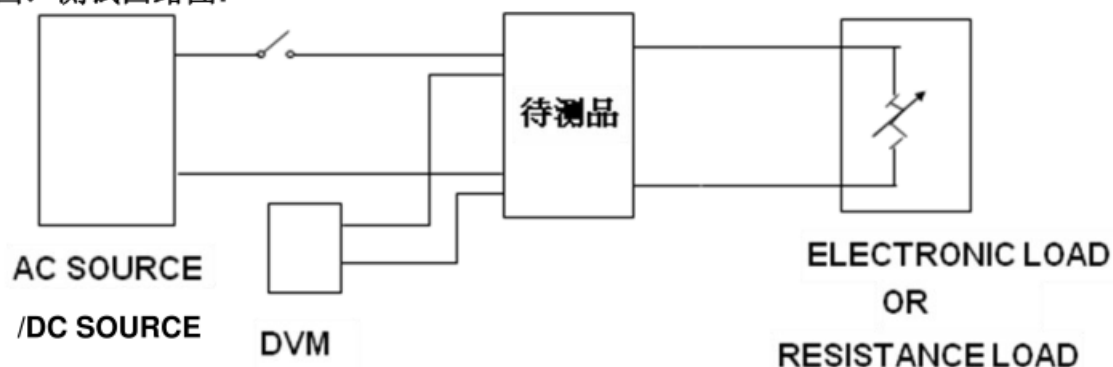 待测品
AC SOURCE
/DC SOURCE
DVM
ELECTRONIC LOAD
OR
RESISTANCE LOAD